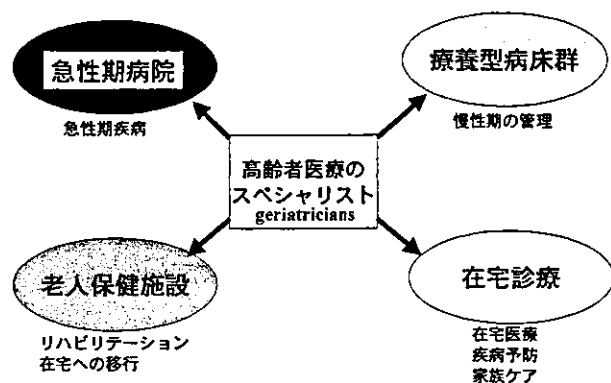 急性期病院
急性期疾病
療養型病床群
慢性期の管理
高齢者医療の
スペシャリスト
geriatricians
老人保健施設
リハビリテーション
在宅への移行
在宅診療
在宅医療
疾病予防
家族ケア